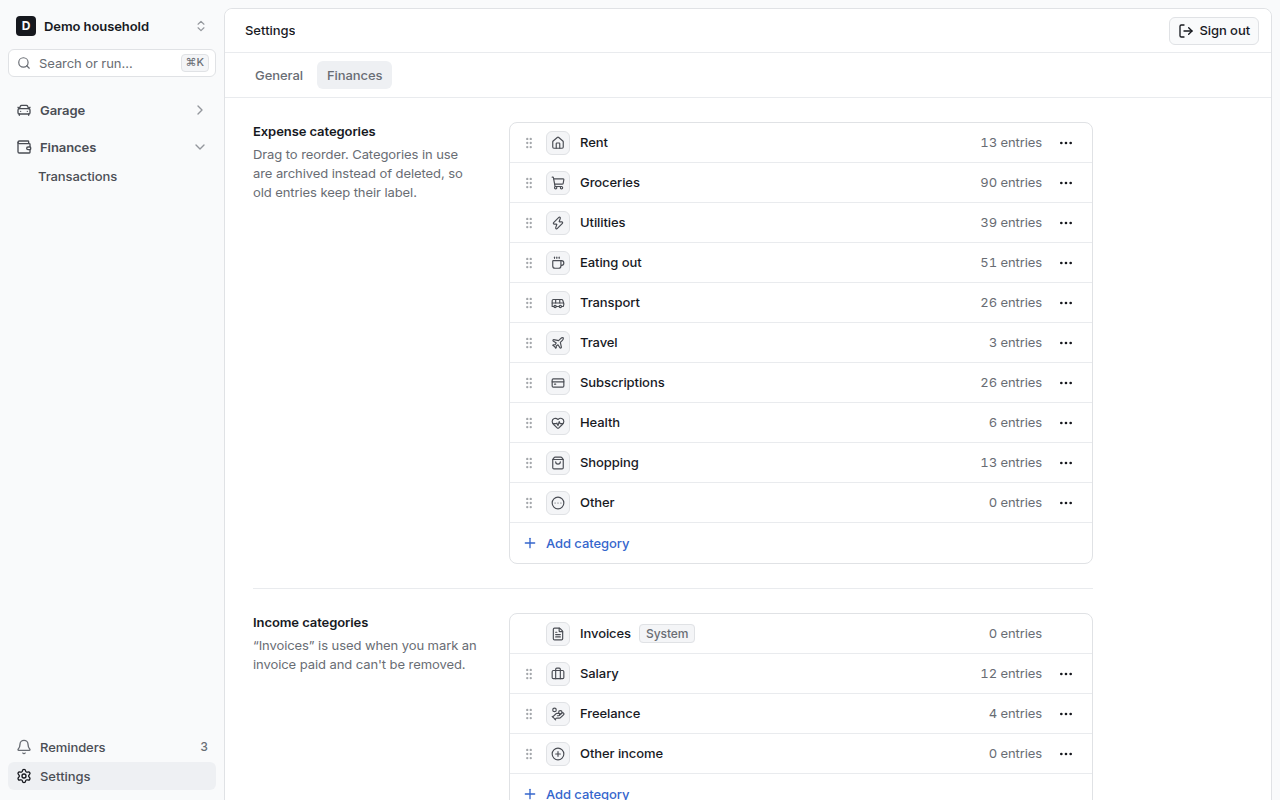 D Demo household
Search or run... ⌘K
Garage
Finances
Transactions
Reminders 3
Settings
Settings
Sign out
General Finances
Expense categories
Drag to reorder. Categories in use
are archived instead of deleted, so
old entries keep their label.
Rent 13 entries
Groceries 90 entries
Utilities 39 entries
Eating out 51 entries
Transport 26 entries
Travel 3 entries
Subscriptions 26 entries
Health 6 entries
Shopping 13 entries
Other 0 entries
Add category
Income categories
“Invoices” is used when you mark an
invoice paid and can't be removed.
Invoices System 0 entries
Salary 12 entries
Freelance 4 entries
Other income 0 entries
Add category